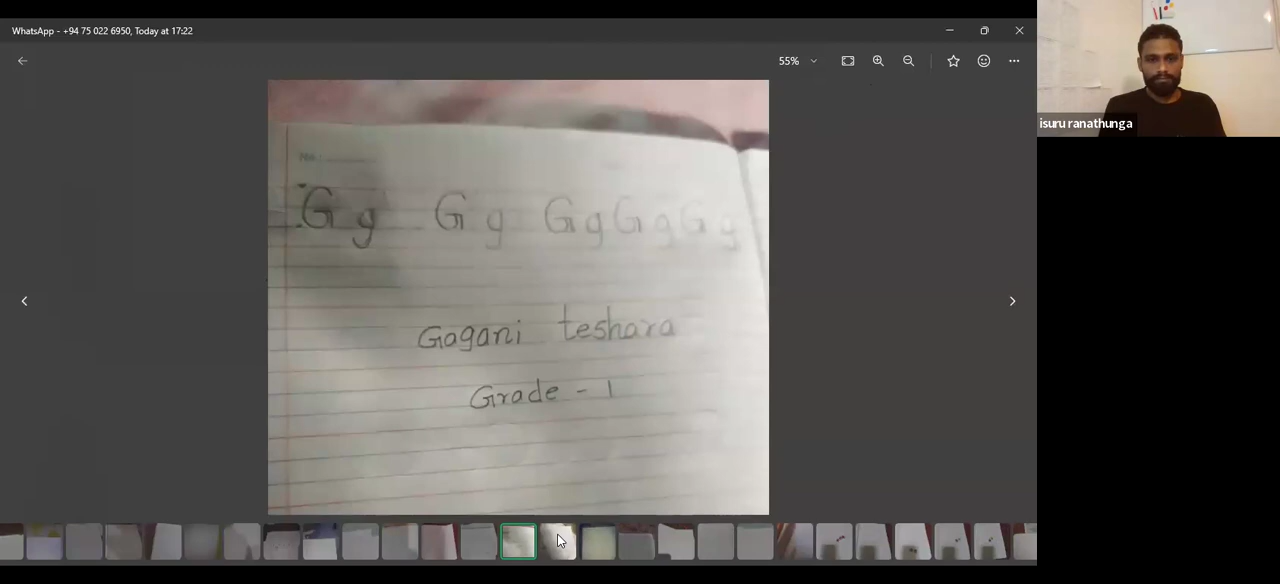 WhatsApp - +94 75 022 6950, Today at 17:22
55%
isuru ranathunga
No.:
Gg Gg GgGgGg
Gagani teshara
Grade - 1